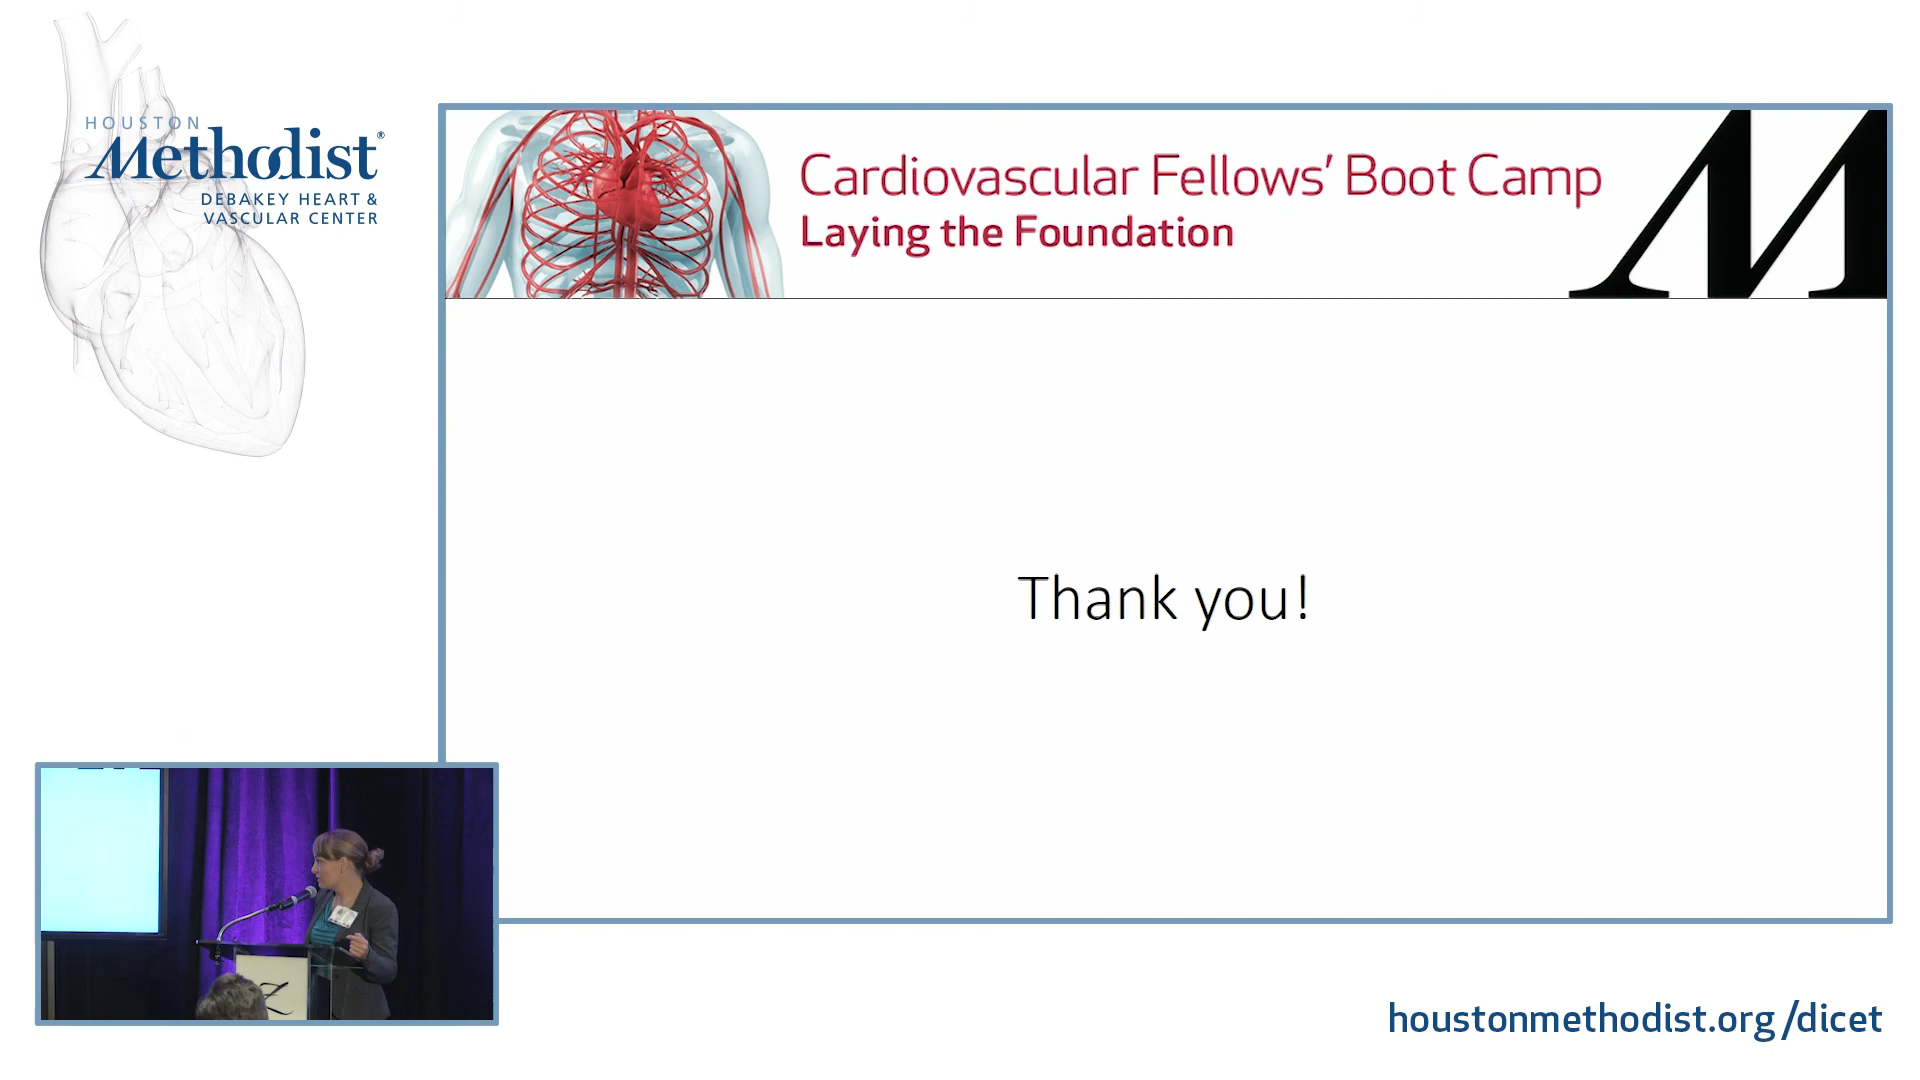 HOUSTON
Methodist®
DEBAKEY HEART &
VASCULAR CENTER
Cardiovascular Fellows’ Boot Camp
Laying the Foundation
M
Thank you!
Z
houstonmethodist.org/dicet